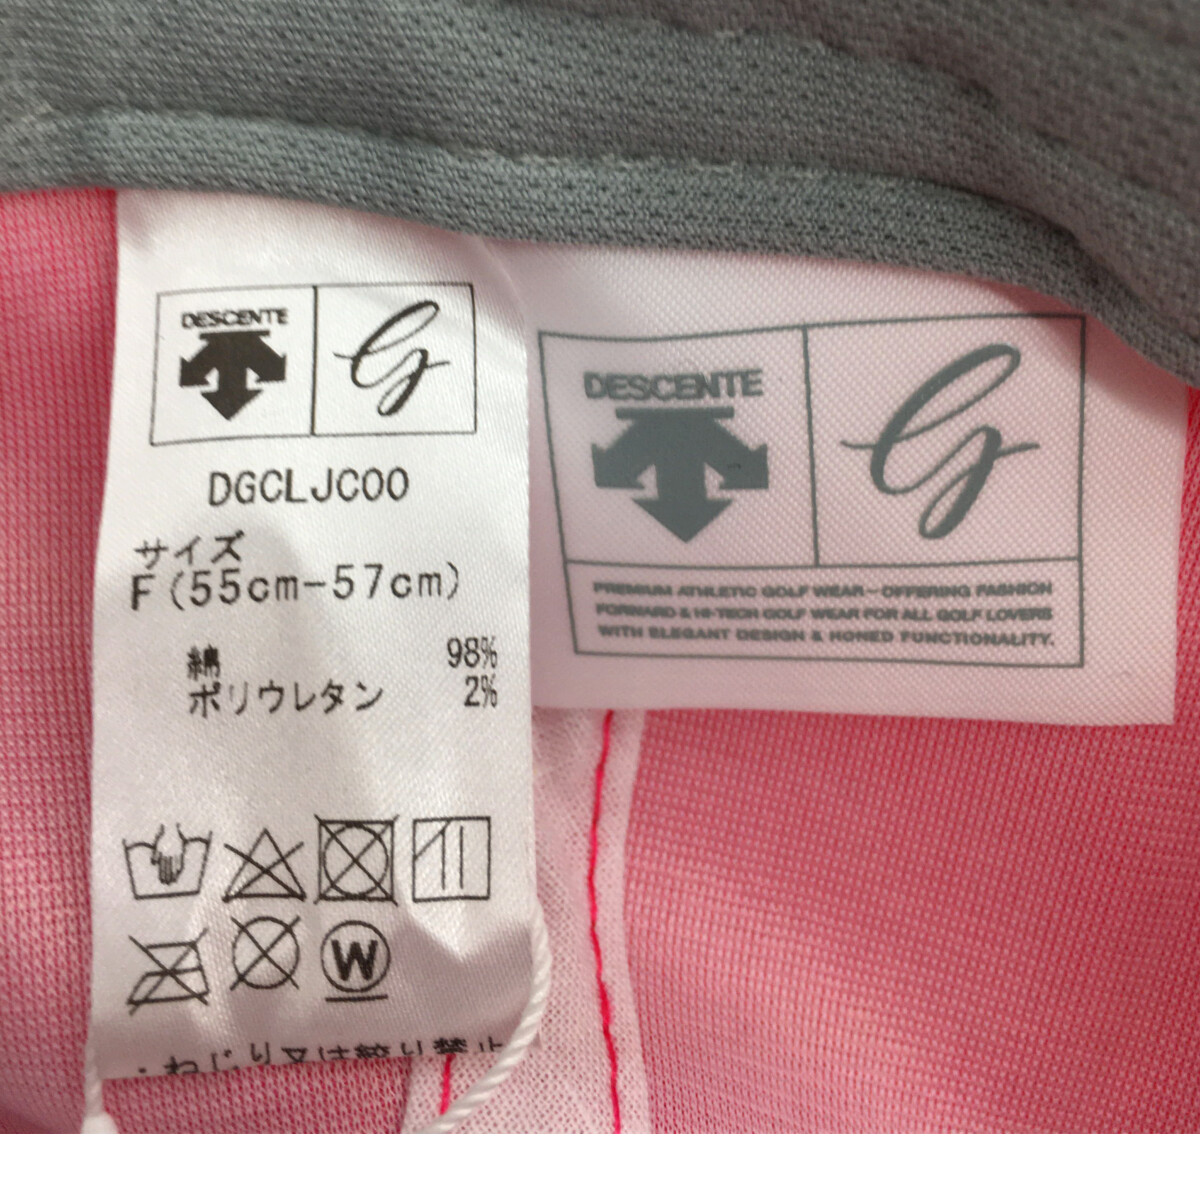 DESCENTE
G
DGCLJC00
サイズ
F(55cm-57cm)
綿 98%
ポリウレタン 2%
W
・ねじり又は絞り禁止
DESCENTE
G
PREMIUM ATHLETIC GOLF WEAR-OFFERING FASHION
FORWARD & HI-TECH GOLF WEAR FOR ALL GOLF LOVERS
WITH ELEGANT DESIGN & HONED FUNCTIONALITY.